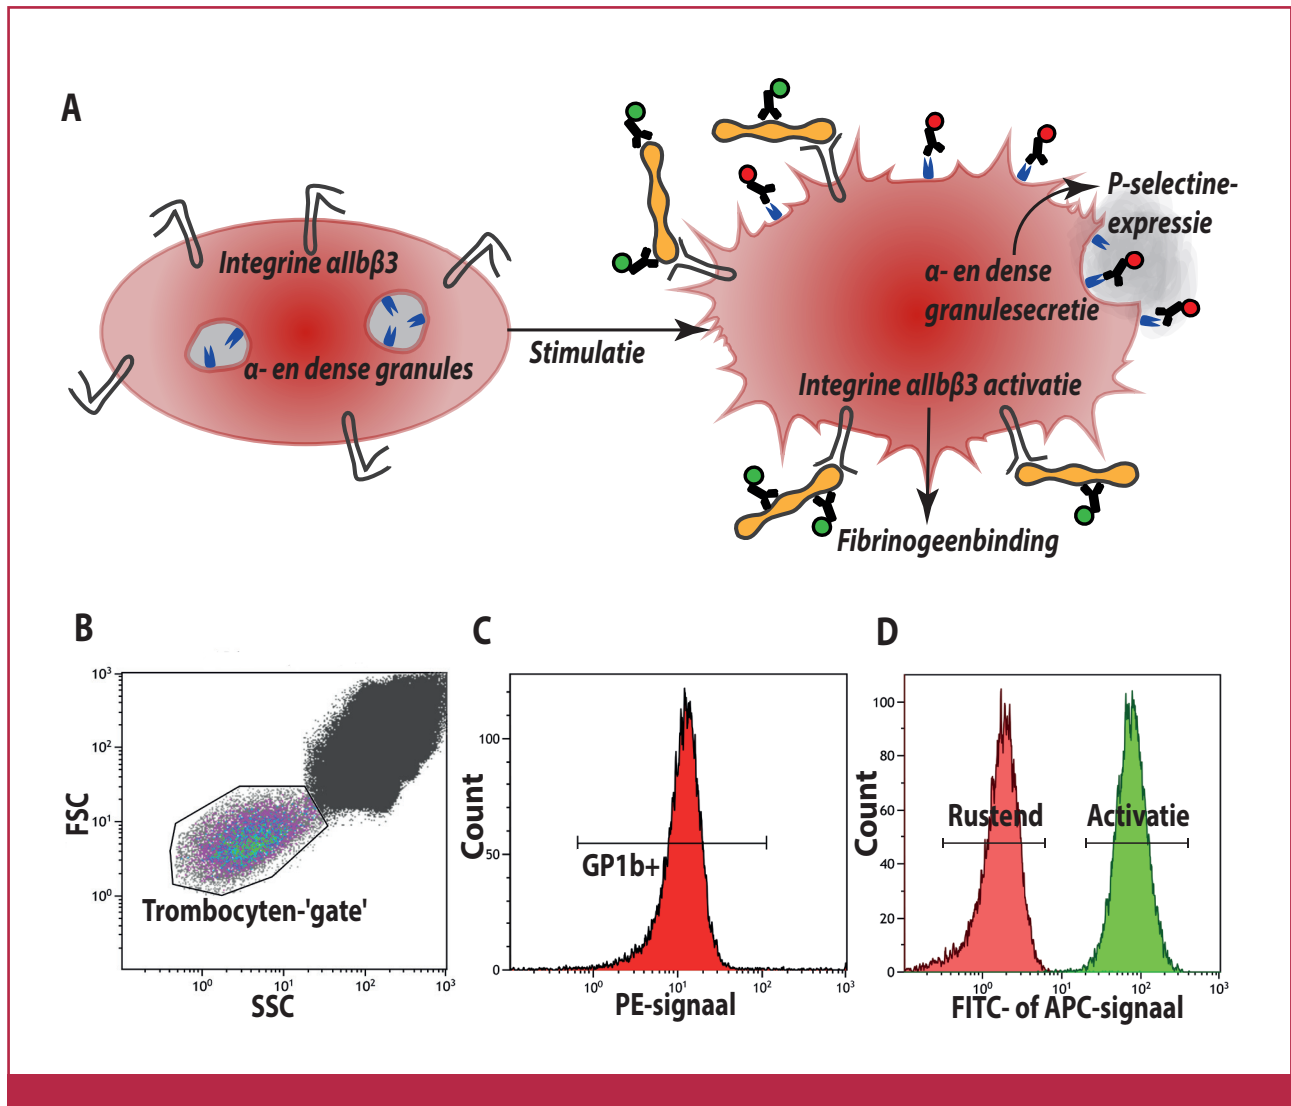 A
Integrine aIIbβ3
α- en dense granules
Stimulatie
P-selectine-
expressie
α- en dense
granulesecretie
Integrine aIIbβ3 activatie
Fibrinogeenbinding
B
10³
10²
10¹
10⁰
FSC
Trombocyten-'gate'
10⁰ 10¹ 10² 10³
SSC
C
100
50
0
Count
GP1b+
10⁰ 10¹ 10² 10³
PE-signaal
D
100
80
60
40
20
0
Count
Rustend Activatie
10⁰ 10¹ 10² 10³
FITC- of APC-signaal